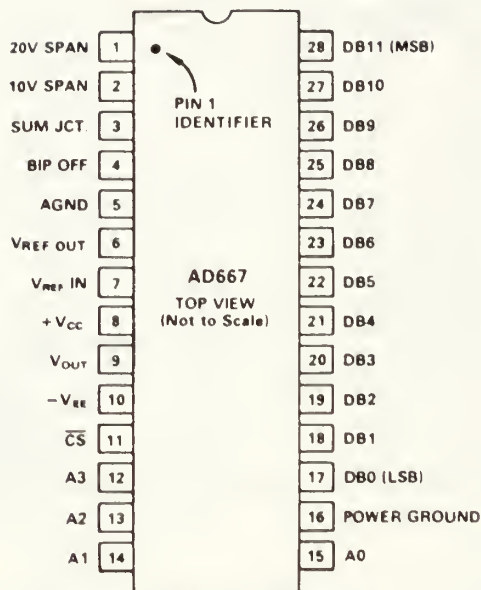 20V SPAN 1
10V SPAN 2
SUM JCT. 3
BIP OFF 4
AGND 5
VREF OUT 6
VREF IN 7
+VCC 8
VOUT 9
-VEE 10
CS 11
A3 12
A2 13
A1 14
PIN 1
IDENTIFIER
AD667
TOP VIEW
(Not to Scale)
28 DB11 (MSB)
27 DB10
26 DB9
25 DB8
24 DB7
23 DB6
22 DB5
21 DB4
20 DB3
19 DB2
18 DB1
17 DB0 (LSB)
16 POWER GROUND
15 A0